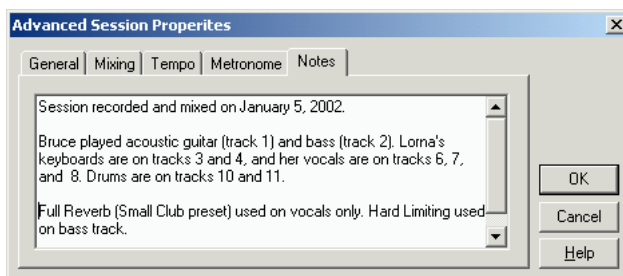 Advanced Session Properites
General Mixing Tempo Metronome Notes
Session recorded and mixed on January 5, 2002.
Bruce played acoustic guitar (track 1) and bass (track 2). Lorna's
keyboards are on tracks 3 and 4, and her vocals are on tracks 6, 7,
and 8. Drums are on tracks 10 and 11.
Full Reverb (Small Club preset) used on vocals only. Hard Limiting used
on bass track.
OK
Cancel
Help